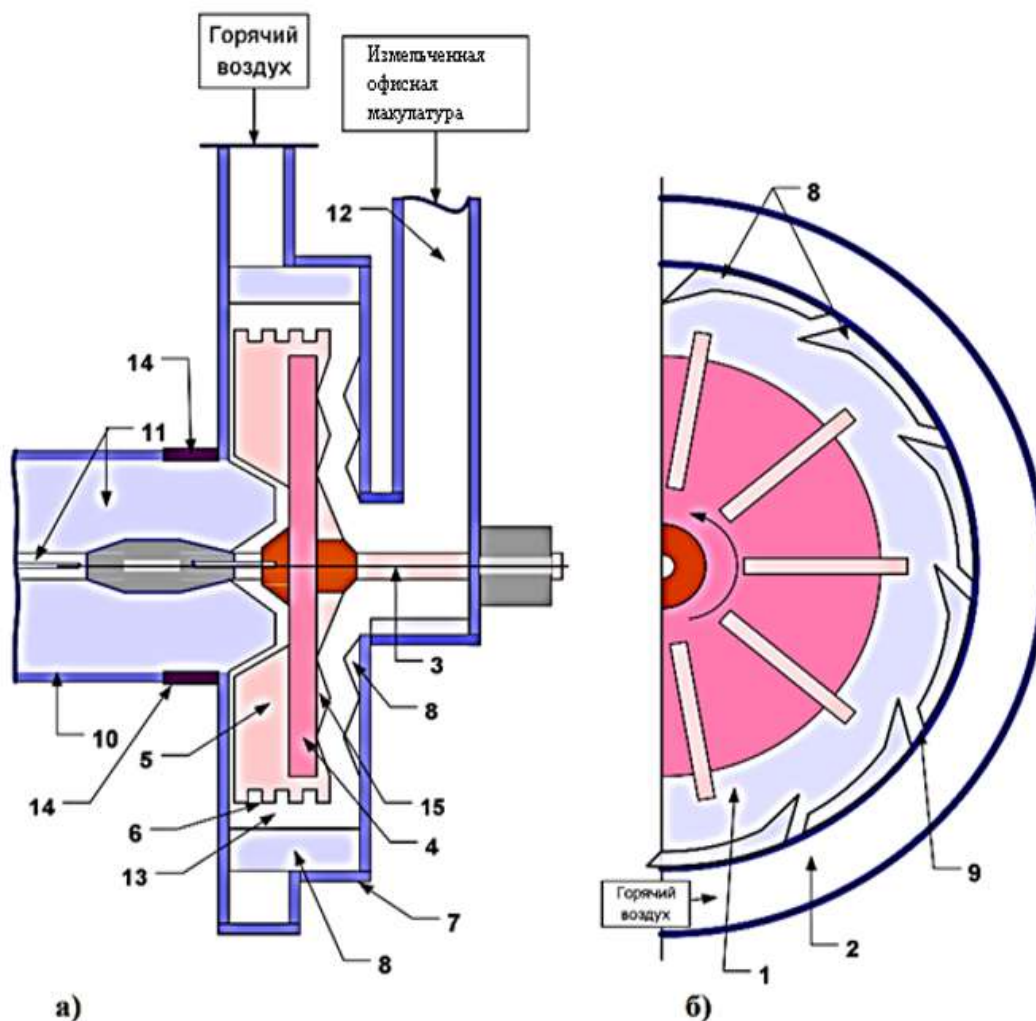 Горячий
воздух
Измельченная
офисная
макулатура
12
8
14
11
3
8
10
5
15
14
6
4
9
13
7
Горячий
воздух
8
1
2
а)
б)